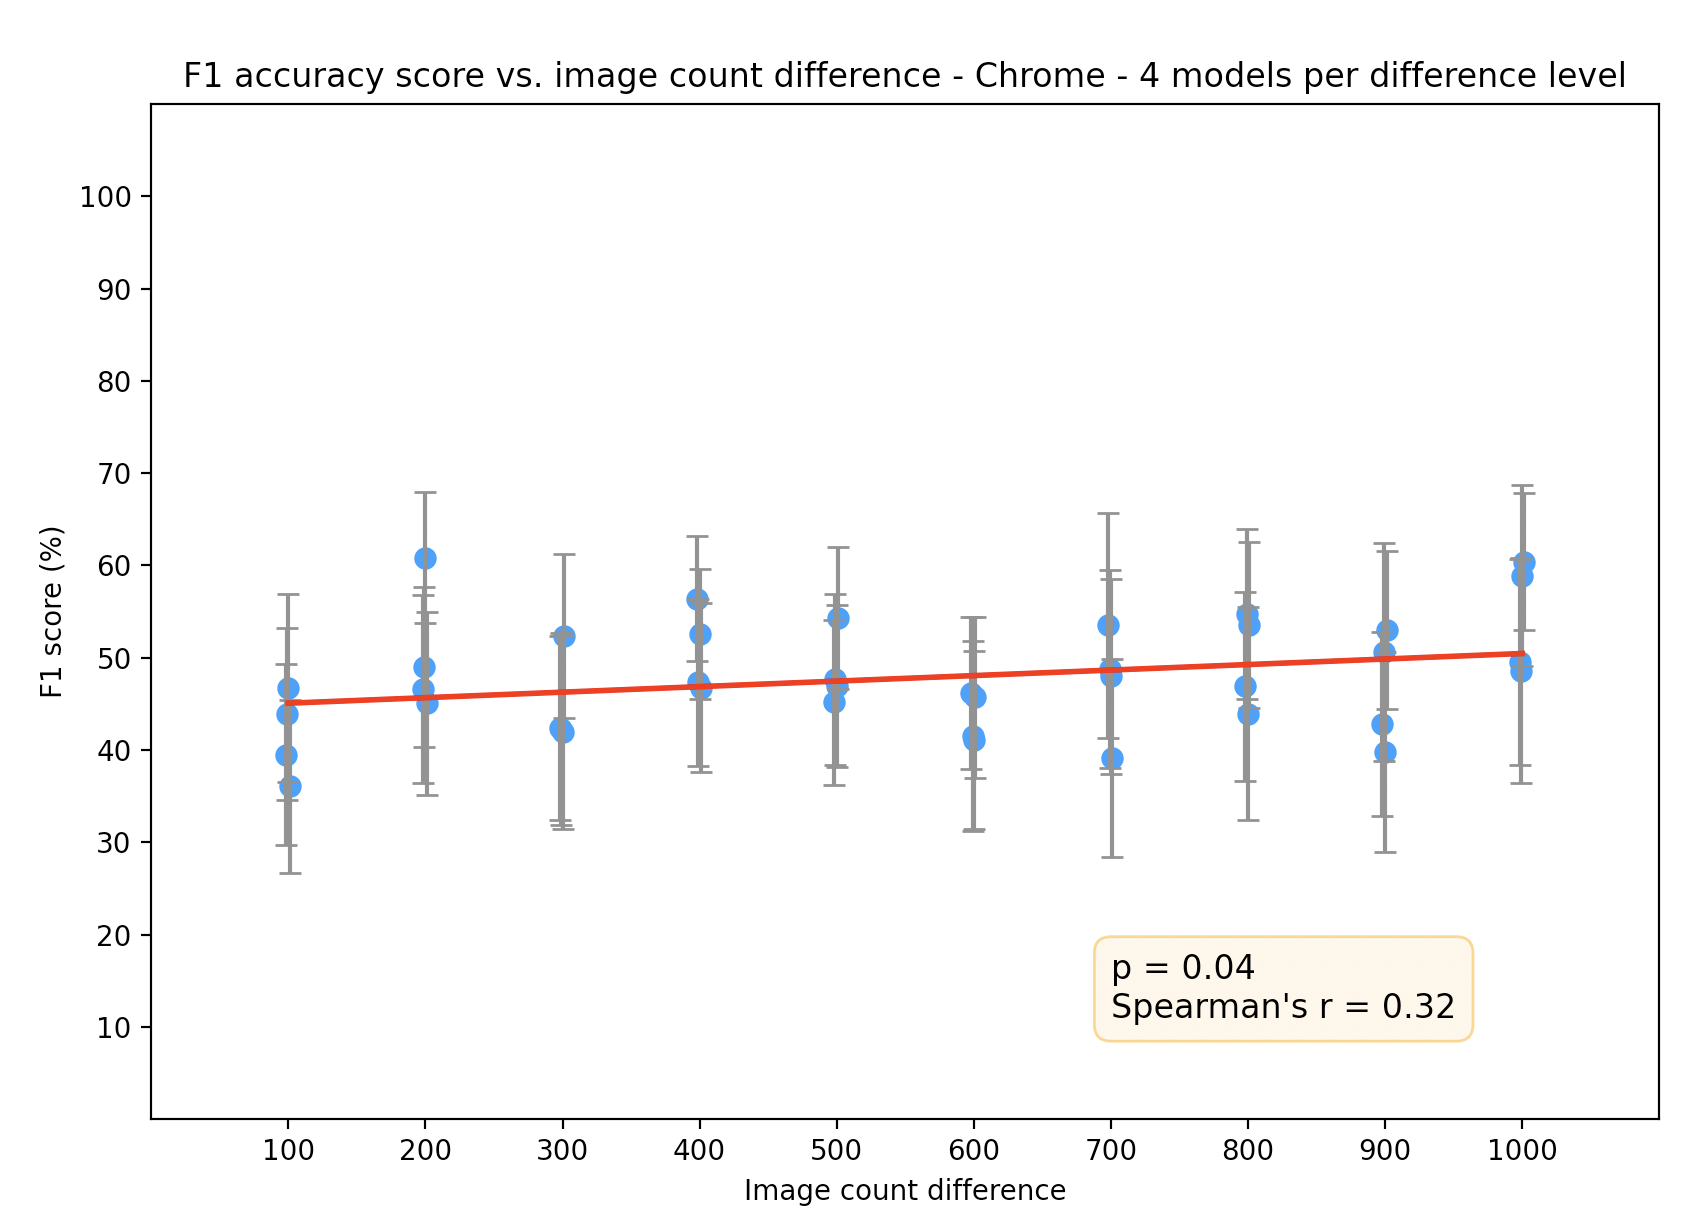 F1 accuracy score vs. image count difference - Chrome - 4 models per difference level
100
90
80
70
60
50
40
30
20
10
F1 score (%)
p = 0.04
Spearman's r = 0.32
100 200 300 400 500 600 700 800 900 1000
Image count difference